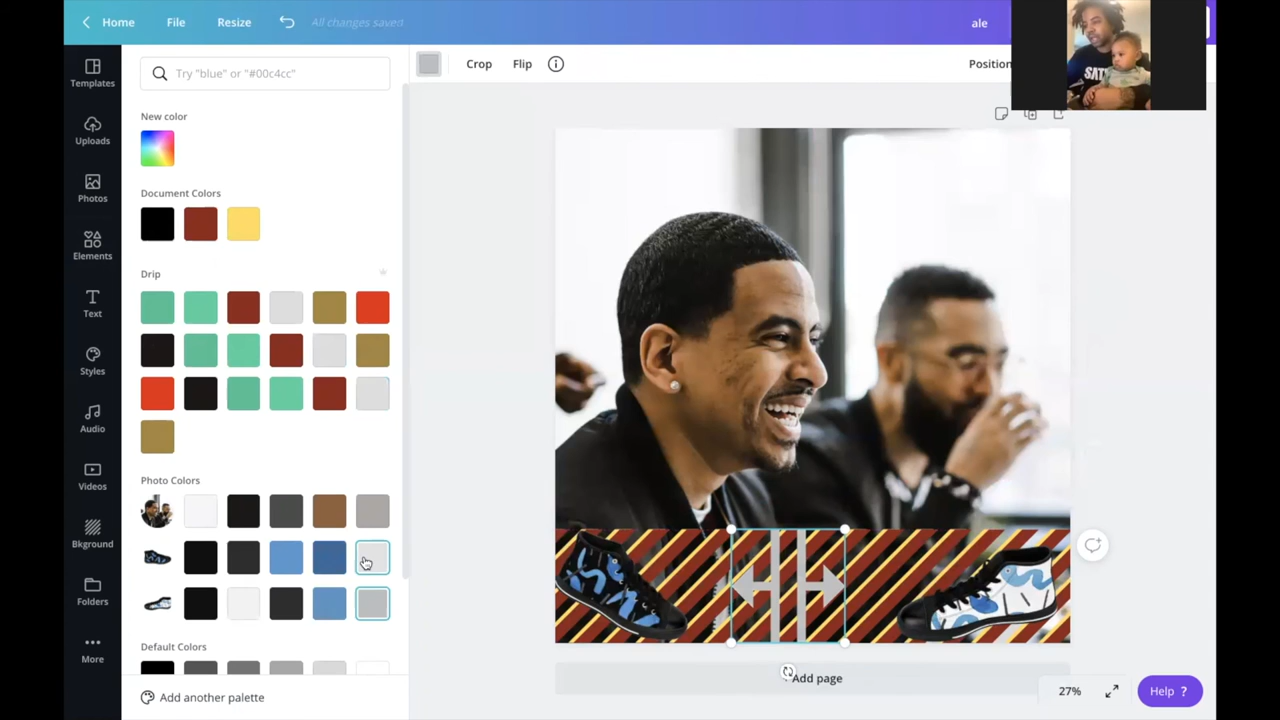 Home File Resize All changes saved ale
Templates
Uploads
Photos
Elements
Text
Styles
Audio
Videos
Bkground
Folders
More
Try "blue" or "#00c4cc"
New color
Document Colors
Drip
Photo Colors
Default Colors
Add another palette
Crop Flip Position
SAT
Add page
27% Help ?